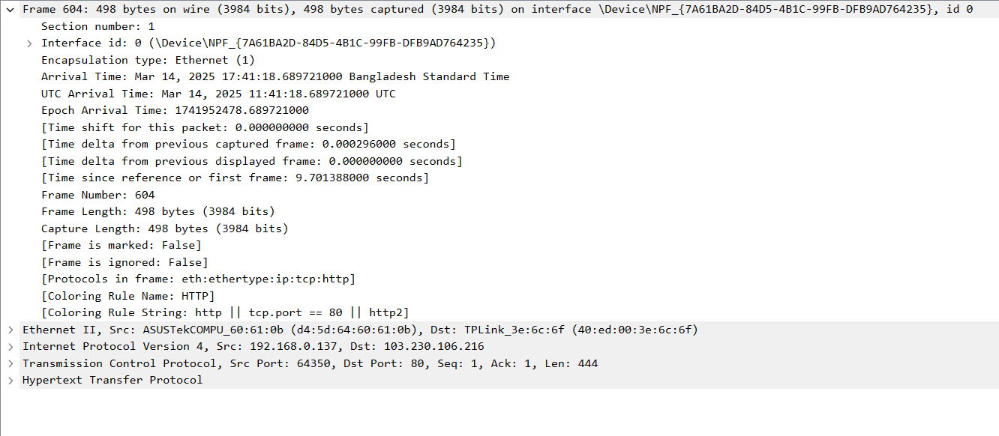 Frame 604: 498 bytes on wire (3984 bits), 498 bytes captured (3984 bits) on interface \Device\NPF_{7A61BA2D-84D5-4B1C-99FB-DFB9AD764235}, id 0
Section number: 1
Interface id: 0 (\Device\NPF_{7A61BA2D-84D5-4B1C-99FB-DFB9AD764235})
Encapsulation type: Ethernet (1)
Arrival Time: Mar 14, 2025 17:41:18.689721000 Bangladesh Standard Time
UTC Arrival Time: Mar 14, 2025 11:41:18.689721000 UTC
Epoch Arrival Time: 1741952478.689721000
[Time shift for this packet: 0.000000000 seconds]
[Time delta from previous captured frame: 0.000296000 seconds]
[Time delta from previous displayed frame: 0.000000000 seconds]
[Time since reference or first frame: 9.701388000 seconds]
Frame Number: 604
Frame Length: 498 bytes (3984 bits)
Capture Length: 498 bytes (3984 bits)
[Frame is marked: False]
[Frame is ignored: False]
[Protocols in frame: eth:ethertype:ip:tcp:http]
[Coloring Rule Name: HTTP]
[Coloring Rule String: http || tcp.port == 80 || http2]
Ethernet II, Src: ASUSTekCOMPU_60:61:0b (d4:5d:64:60:61:0b), Dst: TPLink_3e:6c:6f (40:ed:00:3e:6c:6f)
Internet Protocol Version 4, Src: 192.168.0.137, Dst: 103.230.106.216
Transmission Control Protocol, Src Port: 64350, Dst Port: 80, Seq: 1, Ack: 1, Len: 444
Hypertext Transfer Protocol